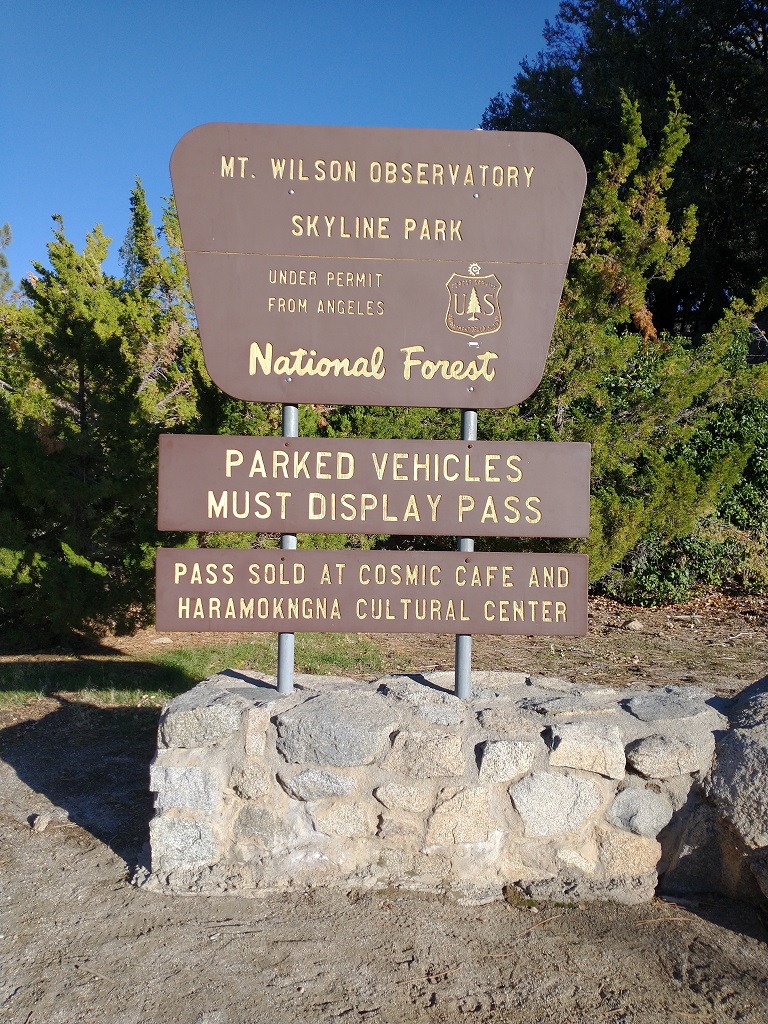 MT. WILSON OBSERVATORY
SKYLINE PARK
UNDER PERMIT
FROM ANGELES
U S
National Forest
PARKED VEHICLES
MUST DISPLAY PASS
PASS SOLD AT COSMIC CAFE AND
HARAMOKNGNA CULTURAL CENTER